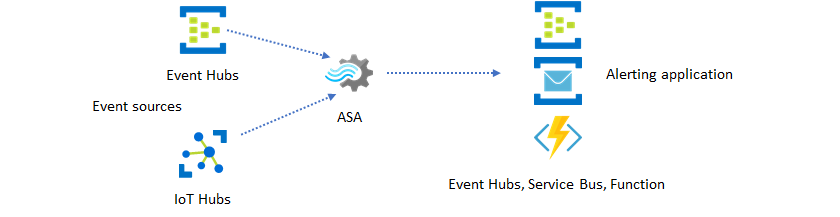 Event Hubs
Alerting application
Event sources
ASA
Event Hubs, Service Bus, Function
IoT Hubs